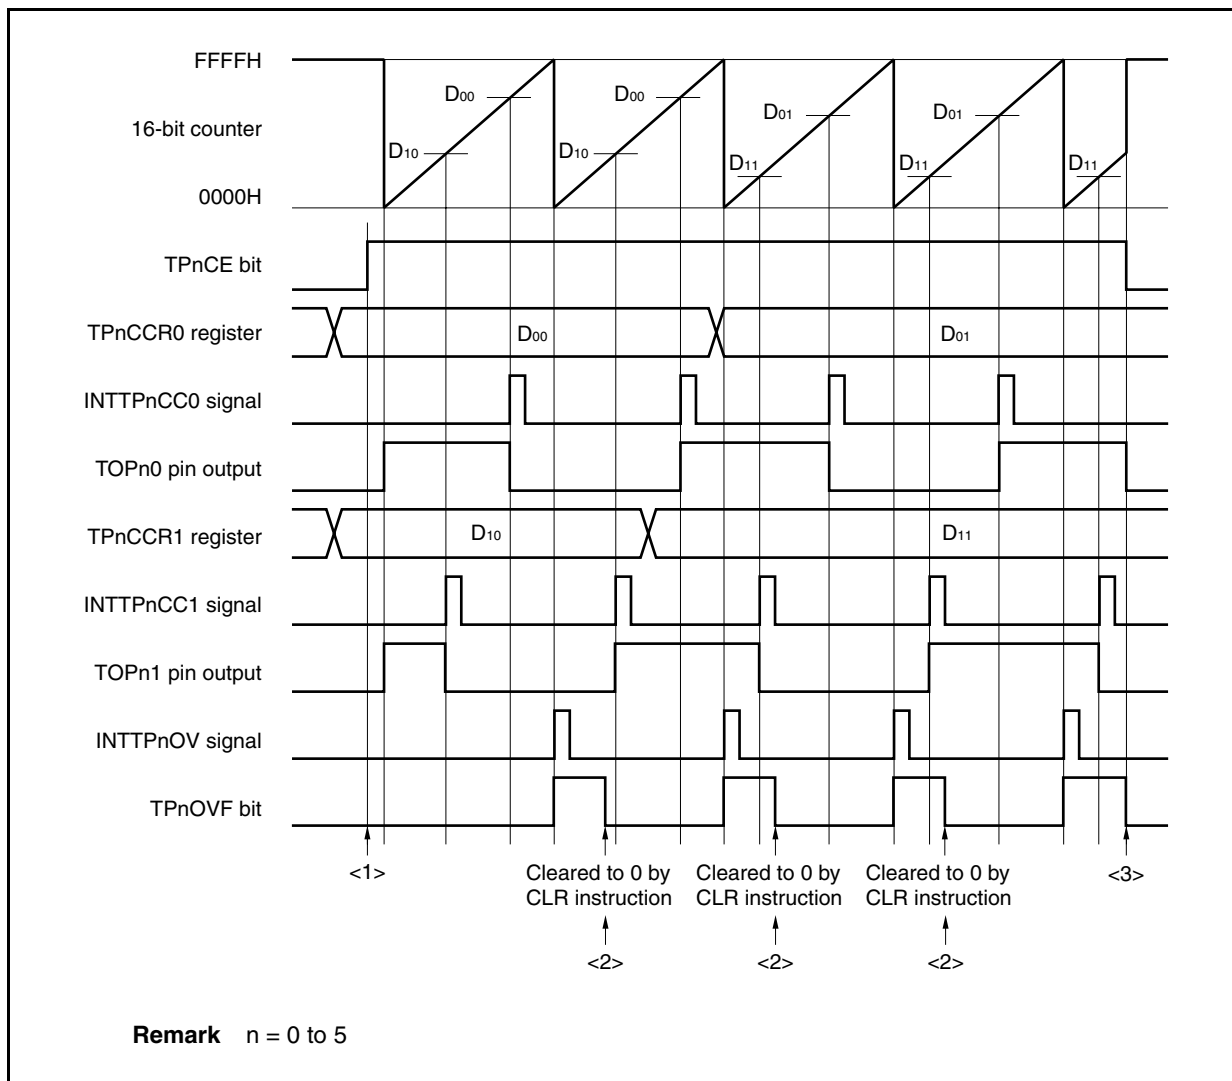 FFFFH
D00 D00 D01 D01
16-bit counter
D10 D10 D11 D11 D11
0000H
TPnCE bit
TPnCCR0 register D00 D01
INTTPnCC0 signal
TOPn0 pin output
TPnCCR1 register D10 D11
INTTPnCC1 signal
TOPn1 pin output
INTTPnOV signal
TPnOVF bit
<1> Cleared to 0 by Cleared to 0 by Cleared to 0 by <3>
CLR instruction CLR instruction CLR instruction
<2> <2> <2>
Remark n = 0 to 5